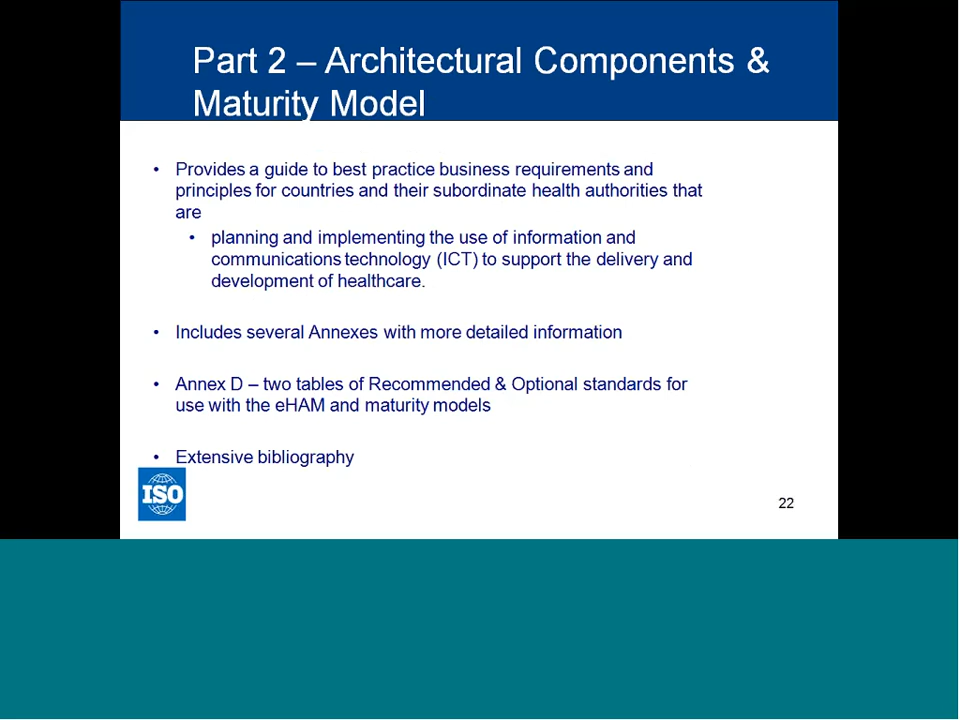 Part 2 – Architectural Components &
Maturity Model
• Provides a guide to best practice business requirements and
principles for countries and their subordinate health authorities that
are
• planning and implementing the use of information and
communications technology (ICT) to support the delivery and
development of healthcare.
• Includes several Annexes with more detailed information
• Annex D – two tables of Recommended & Optional standards for
use with the eHAM and maturity models
• Extensive bibliography
ISO
22